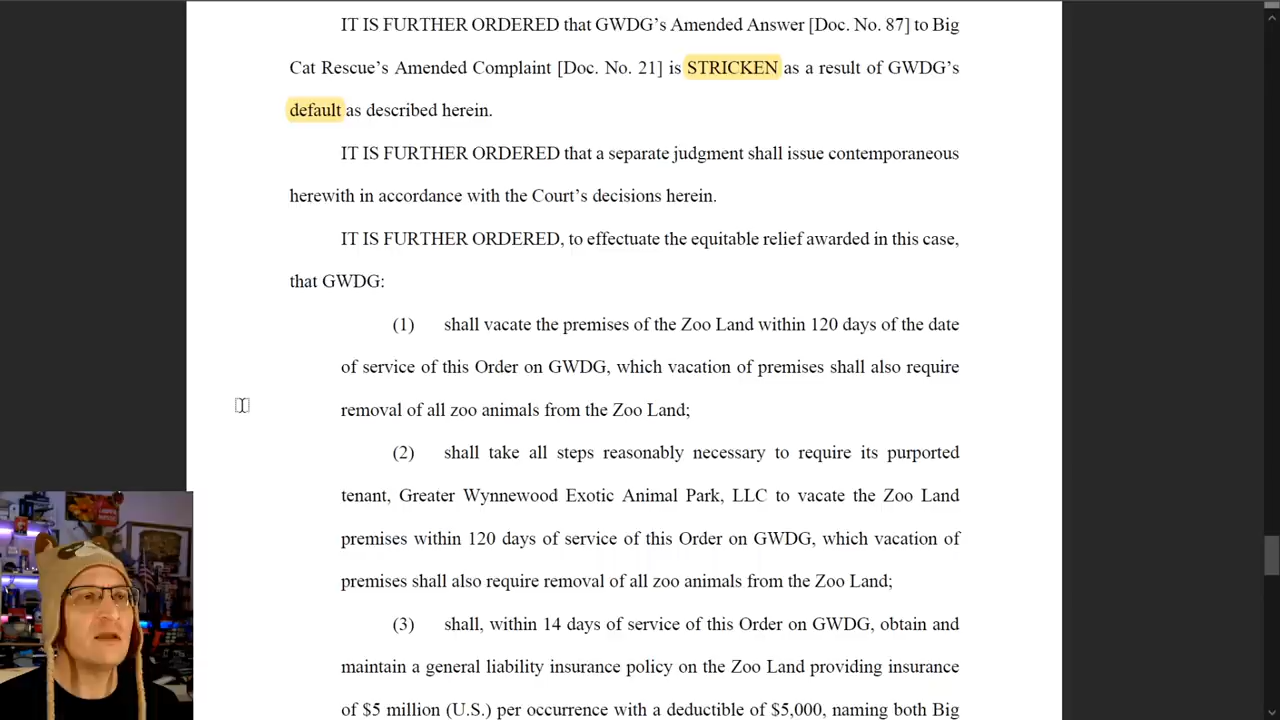 IT IS FURTHER ORDERED that GWDG's Amended Answer [Doc. No. 87] to Big
Cat Rescue's Amended Complaint [Doc. No. 21] is STRICKEN as a result of GWDG's
default as described herein.
IT IS FURTHER ORDERED that a separate judgment shall issue contemporaneous
herewith in accordance with the Court's decisions herein.
IT IS FURTHER ORDERED, to effectuate the equitable relief awarded in this case,
that GWDG:
(1) shall vacate the premises of the Zoo Land within 120 days of the date
of service of this Order on GWDG, which vacation of premises shall also require
removal of all zoo animals from the Zoo Land;
(2) shall take all steps reasonably necessary to require its purported
tenant, Greater Wynnewood Exotic Animal Park, LLC to vacate the Zoo Land
premises within 120 days of service of this Order on GWDG, which vacation of
premises shall also require removal of all zoo animals from the Zoo Land;
(3) shall, within 14 days of service of this Order on GWDG, obtain and
maintain a general liability insurance policy on the Zoo Land providing insurance
of $5 million (U.S.) per occurrence with a deductible of $5,000, naming both Big